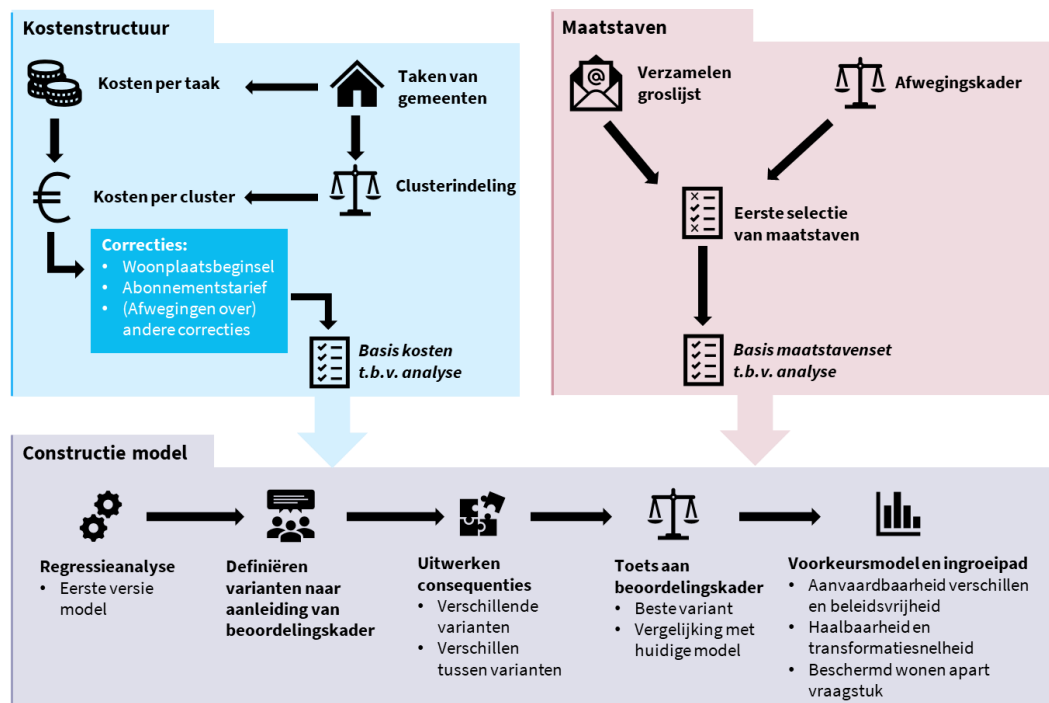 Kostenstructuur
Kosten per taak
Taken van
gemeenten
Kosten per cluster
Clusterindeling
Correcties:
• Woonplaatsbeginsel
• Abonnementstarief
• (Afwegingen over)
andere correcties
Basis kosten
t.b.v. analyse
Maatstaven
Verzamelen
groslijst
Afwegingskader
Eerste selectie
van maatstaven
Basis maatstavenset
t.b.v. analyse
Constructie model
Regressieanalyse
• Eerste versie
model
Definiëren
varianten naar
aanleiding van
beoordelingskader
Uitwerken
consequenties
• Verschillende
varianten
• Verschillen
tussen varianten
Toets aan
beoordelingskader
• Beste variant
• Vergelijking met
huidige model
Voorkeursmodel en ingroeipad
• Aanvaardbaarheid verschillen
en beleidsvrijheid
• Haalbaarheid en
transformatiesnelheid
• Beschermd wonen apart
vraagstuk